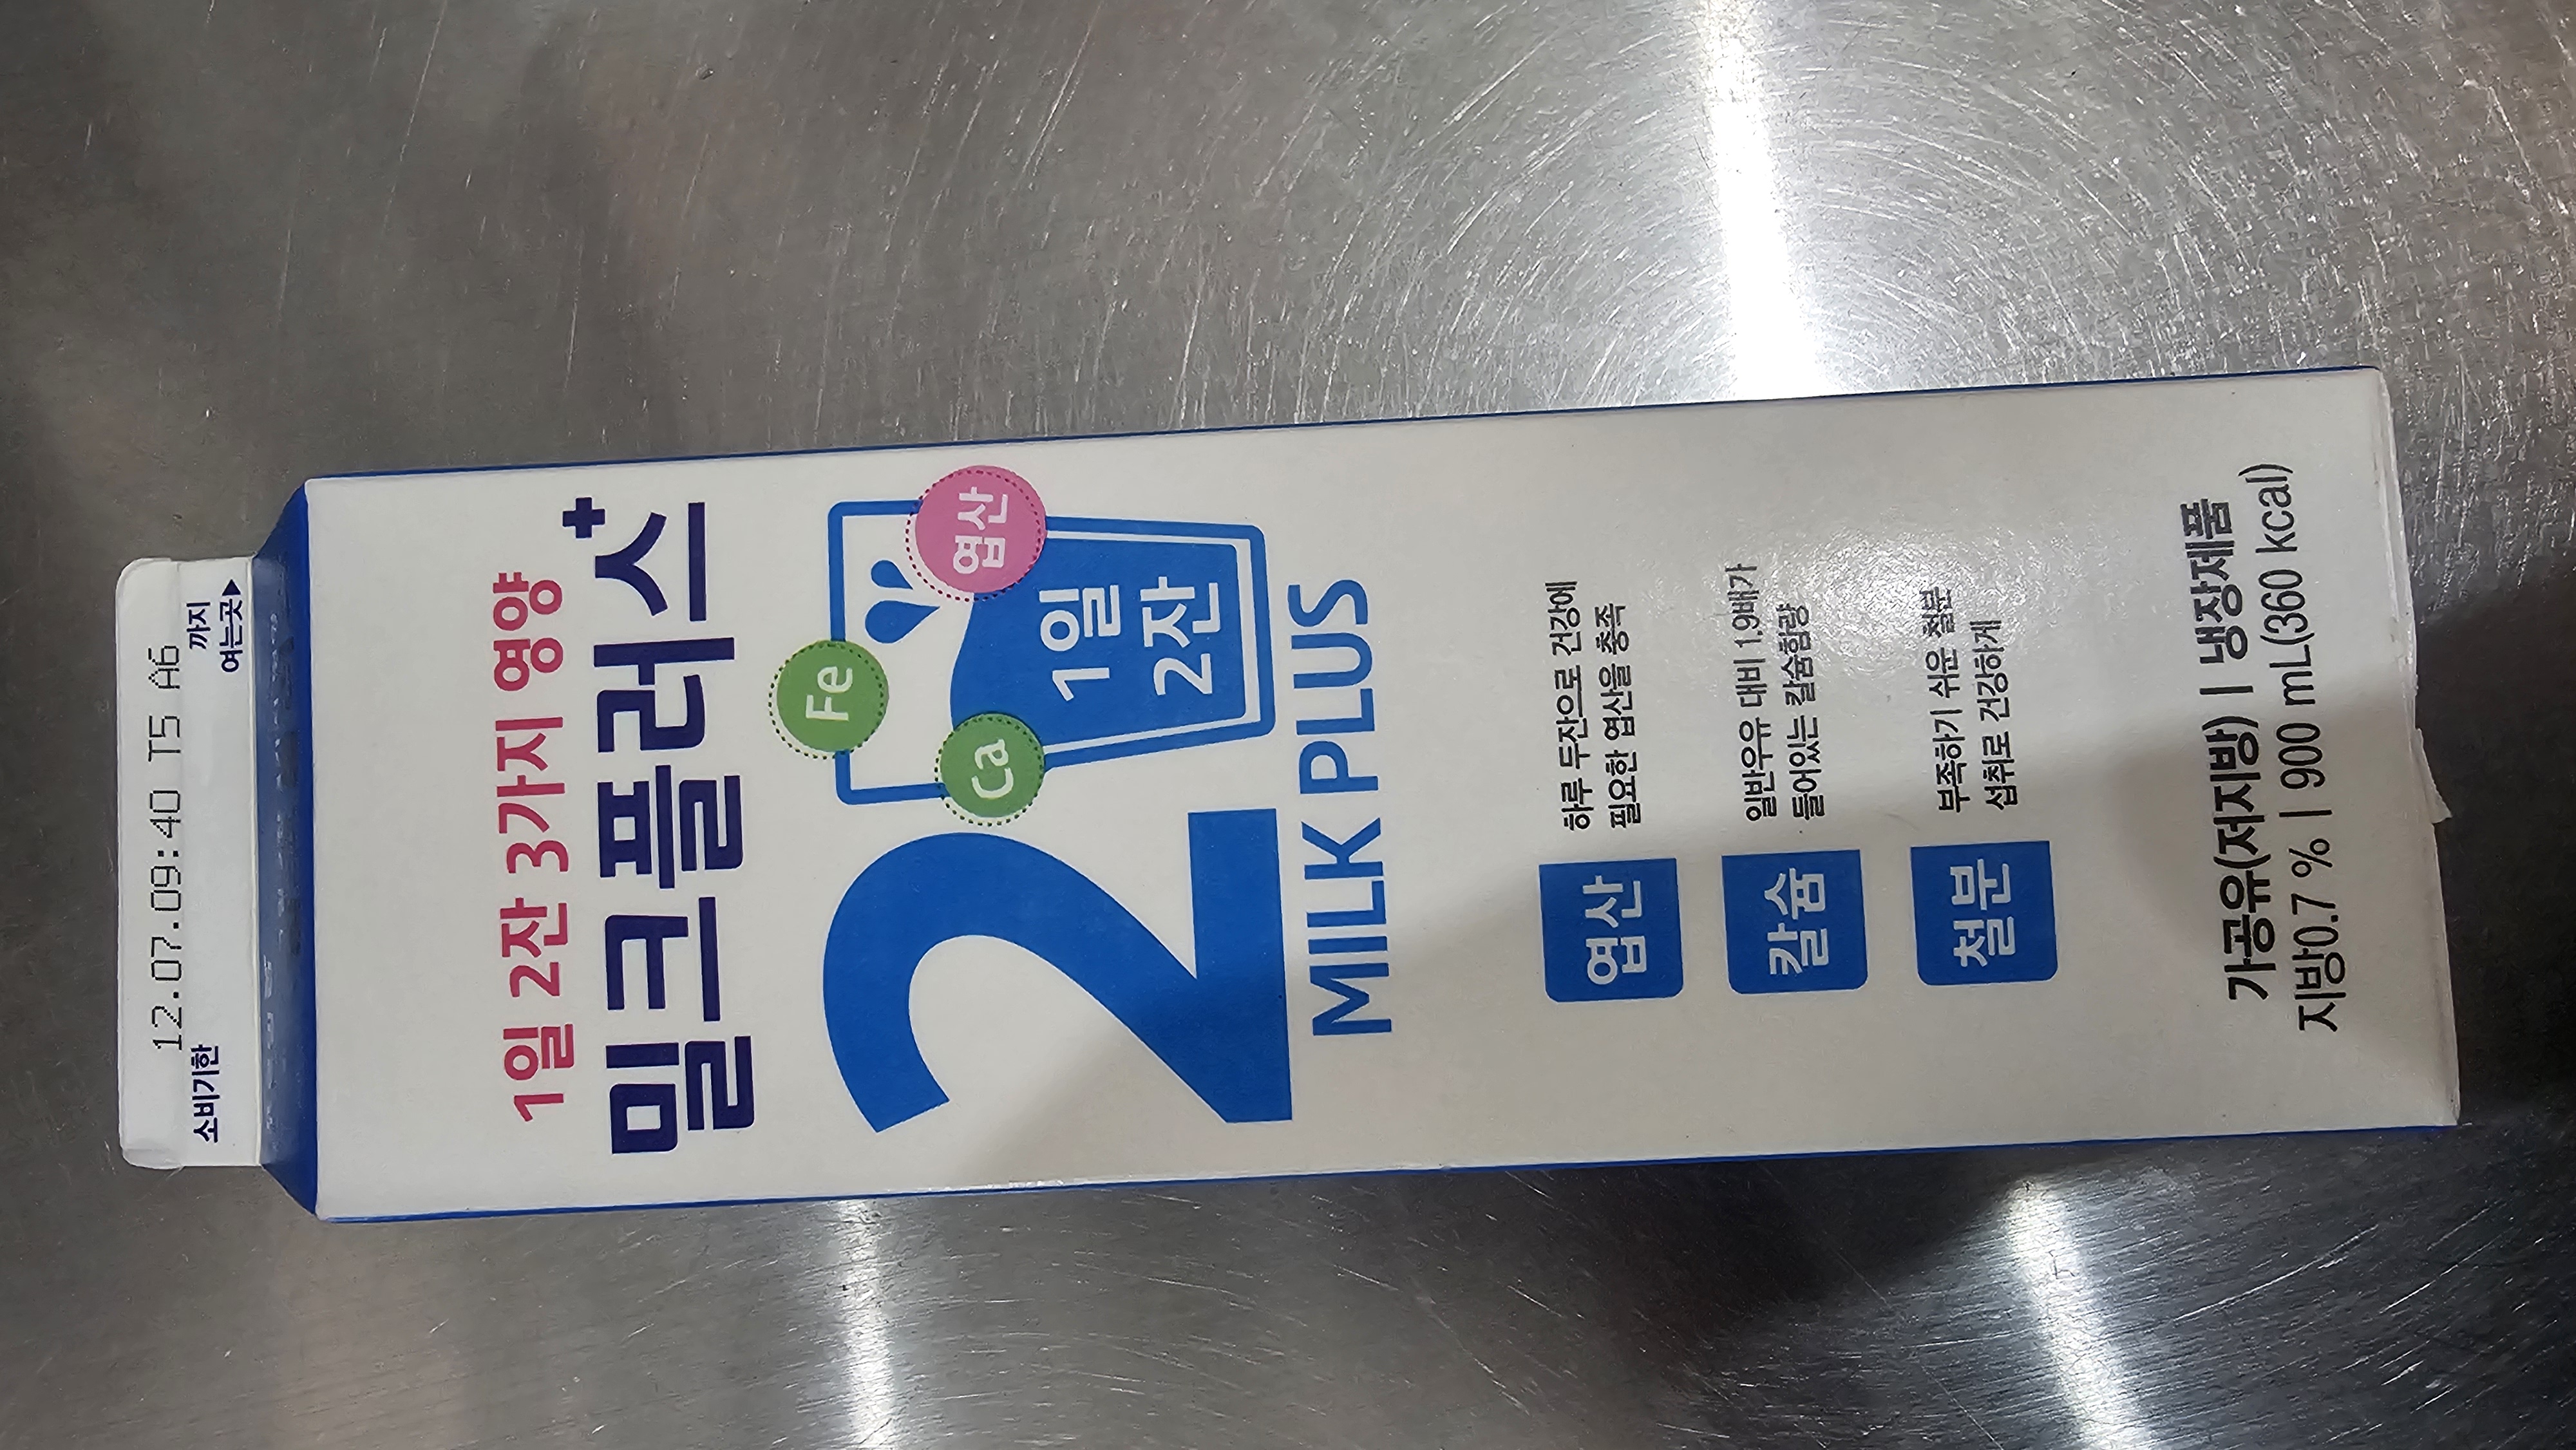 12.07.09:40 T5 A6
소비기한 까지
여는곳▶
1일 2잔 3가지 영양
밀크플러스+
2
Fe
엽산
Ca
1일
2잔
MILK PLUS
엽산
하루 두잔으로 건강에
필요한 엽산을 충족
칼슘
일반우유 대비 1.9배가
들어있는 칼슘함량
철분
부족하기 쉬운 철분
섭취로 건강하게
가공유(저지방) | 냉장제품
지방0.7 % | 900 mL(360 kcal)